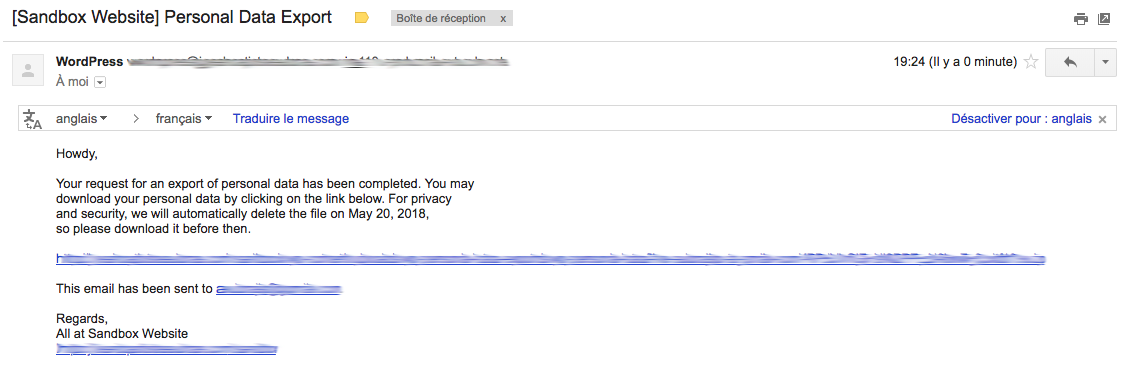 [Sandbox Website] Personal Data Export
Boîte de réception x
WordPress
19:24 (Il y a 0 minute)
À moi
anglais
français
Traduire le message
Désactiver pour : anglais
Howdy,
Your request for an export of personal data has been completed. You may
download your personal data by clicking on the link below. For privacy
and security, we will automatically delete the file on May 20, 2018,
so please download it before then.
This email has been sent to
Regards,
All at Sandbox Website